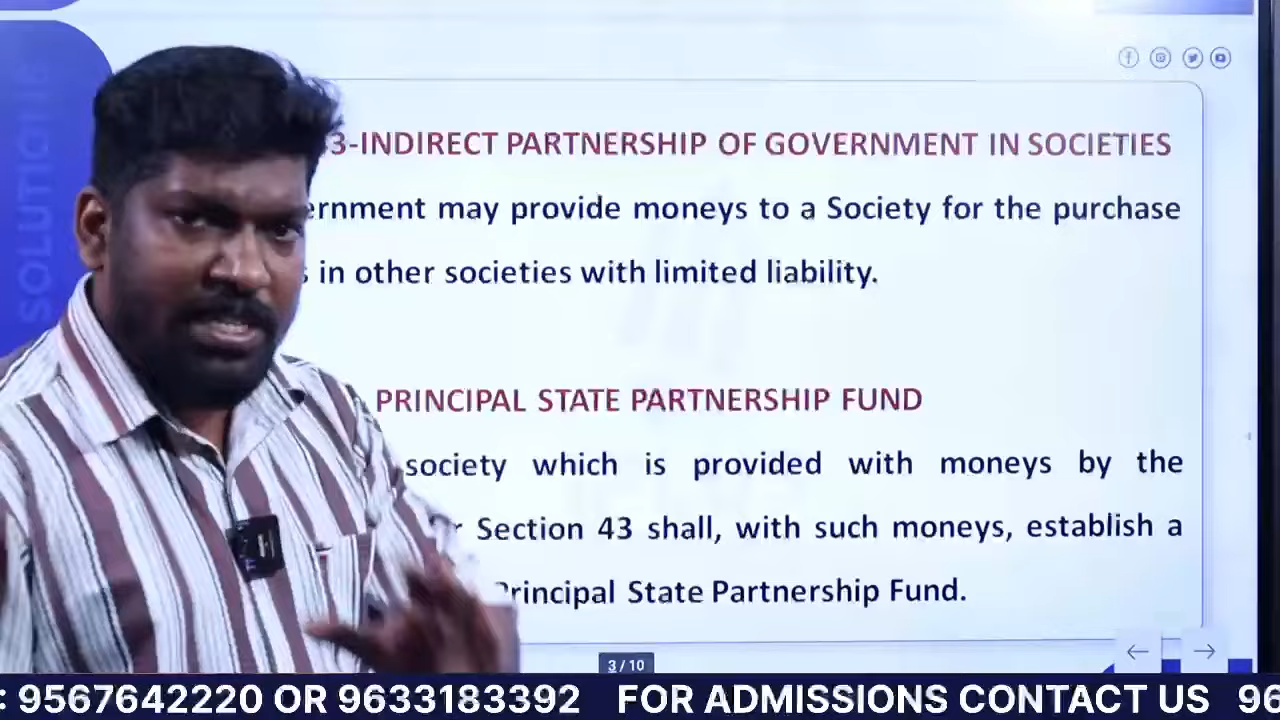 SOLUTIONS
3-INDIRECT PARTNERSHIP OF GOVERNMENT IN SOCIETIES
ernment may provide moneys to a Society for the purchase
s in other societies with limited liability.
PRINCIPAL STATE PARTNERSHIP FUND
society which is provided with moneys by the
r Section 43 shall, with such moneys, establish a
Principal State Partnership Fund.
3 / 10
: 9567642220 OR 9633183392 FOR ADMISSIONS CONTACT US 96